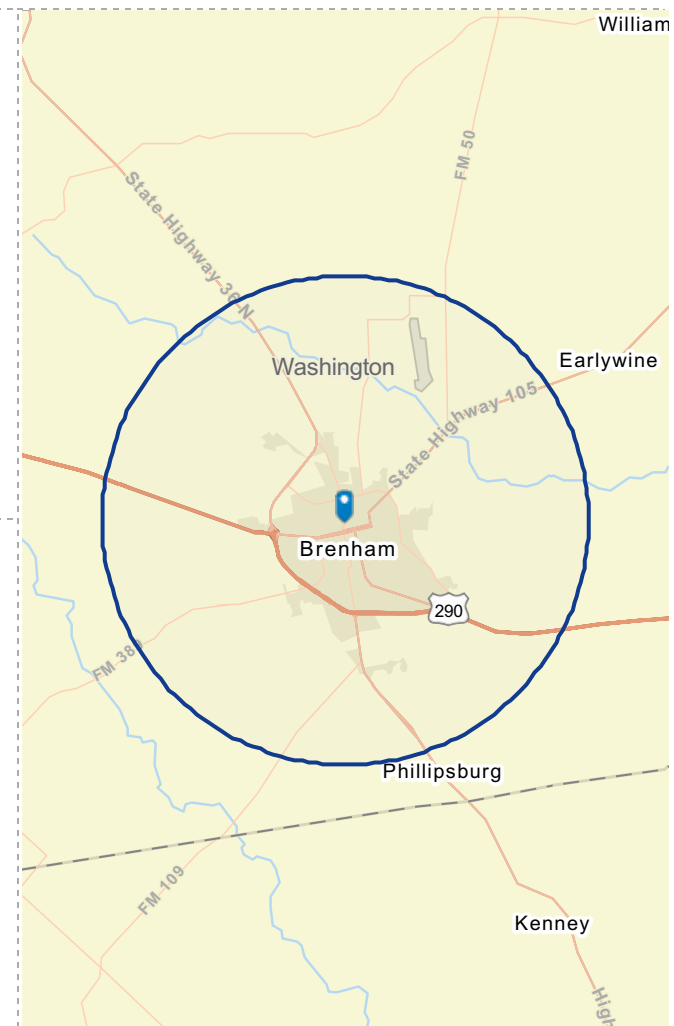 William
FM 50
State Highway 36 N
Washington
Earlywine
State Highway 105
Brenham
290
FM 389
Phillipsburg
FM 109
Kenney
High